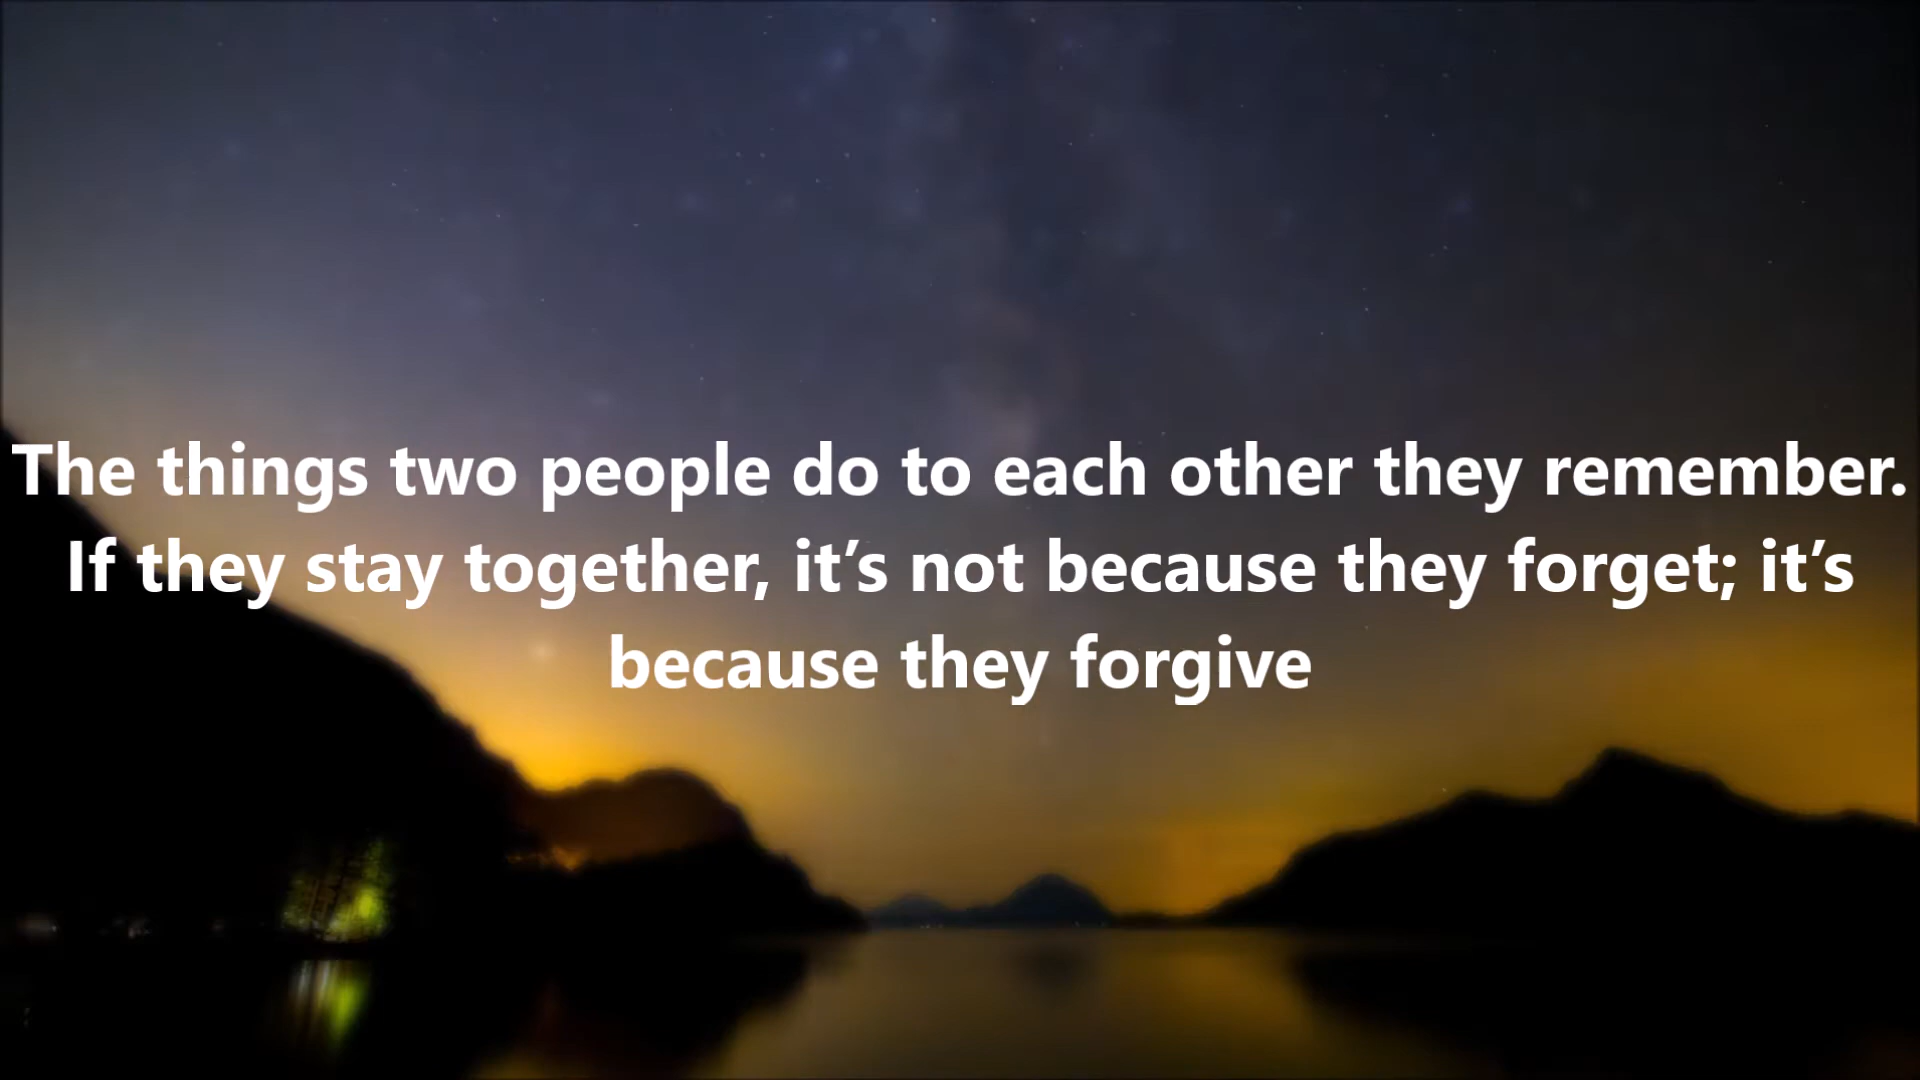 The things two people do to each other they remember.
If they stay together, it’s not because they forget; it’s
because they forgive